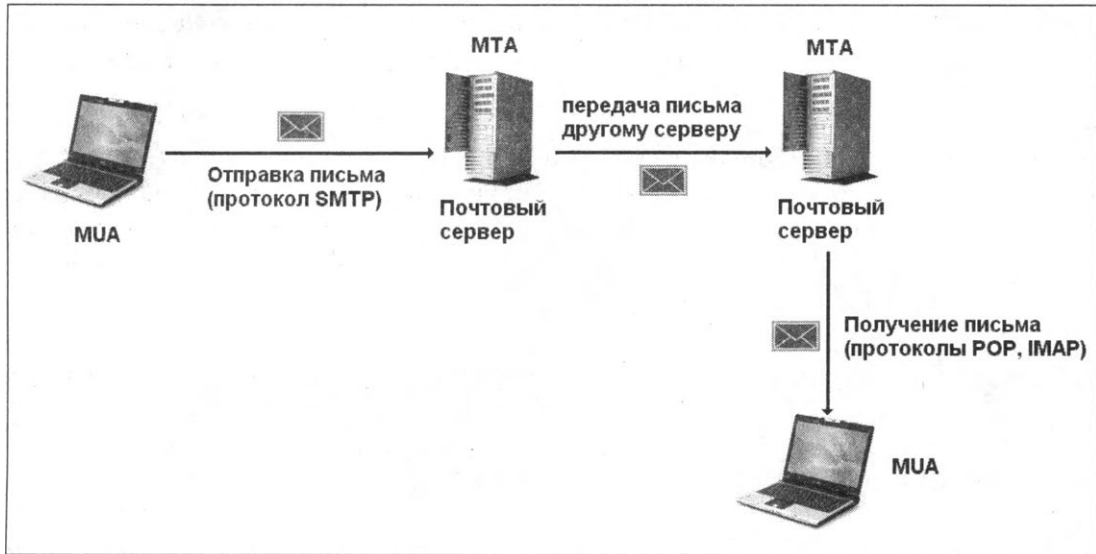 MTA
MTA
передача письма
другому серверу
Отправка письма
(протокол SMTP)
MUA
Почтовый
сервер
Почтовый
сервер
Получение письма
(протоколы POP, IMAP)
MUA